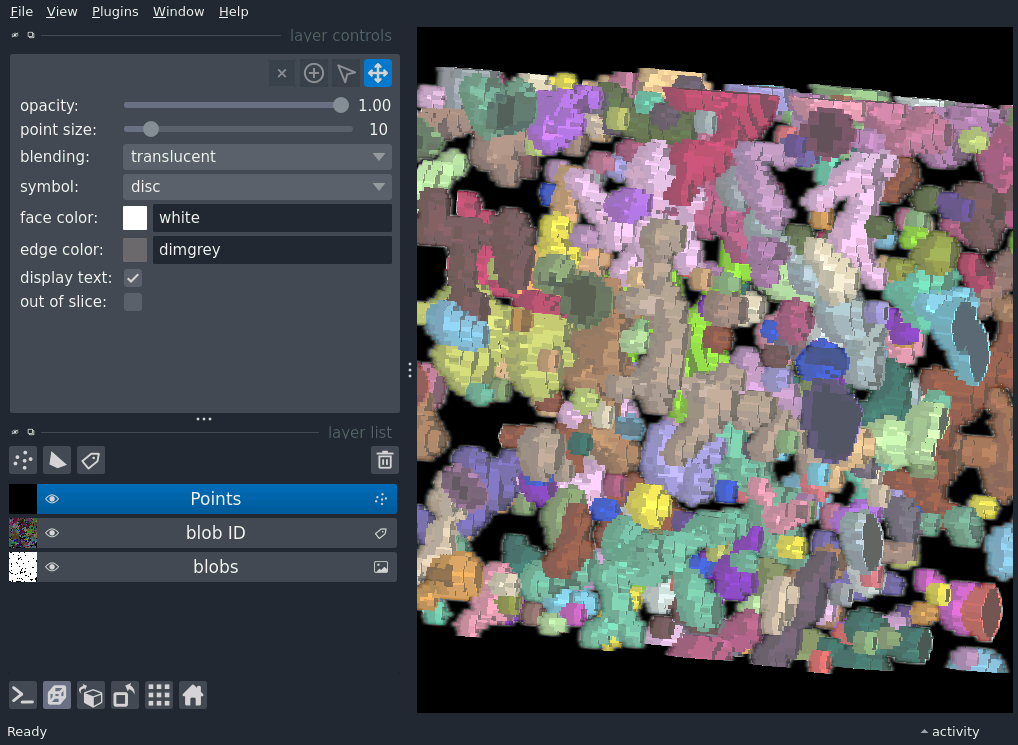 File View Plugins Window Help
layer controls
opacity: 1.00
point size: 10
blending: translucent
symbol: disc
face color: white
edge color: dimgrey
display text:
out of slice:
layer list
Points
blob ID
blobs
Ready activity